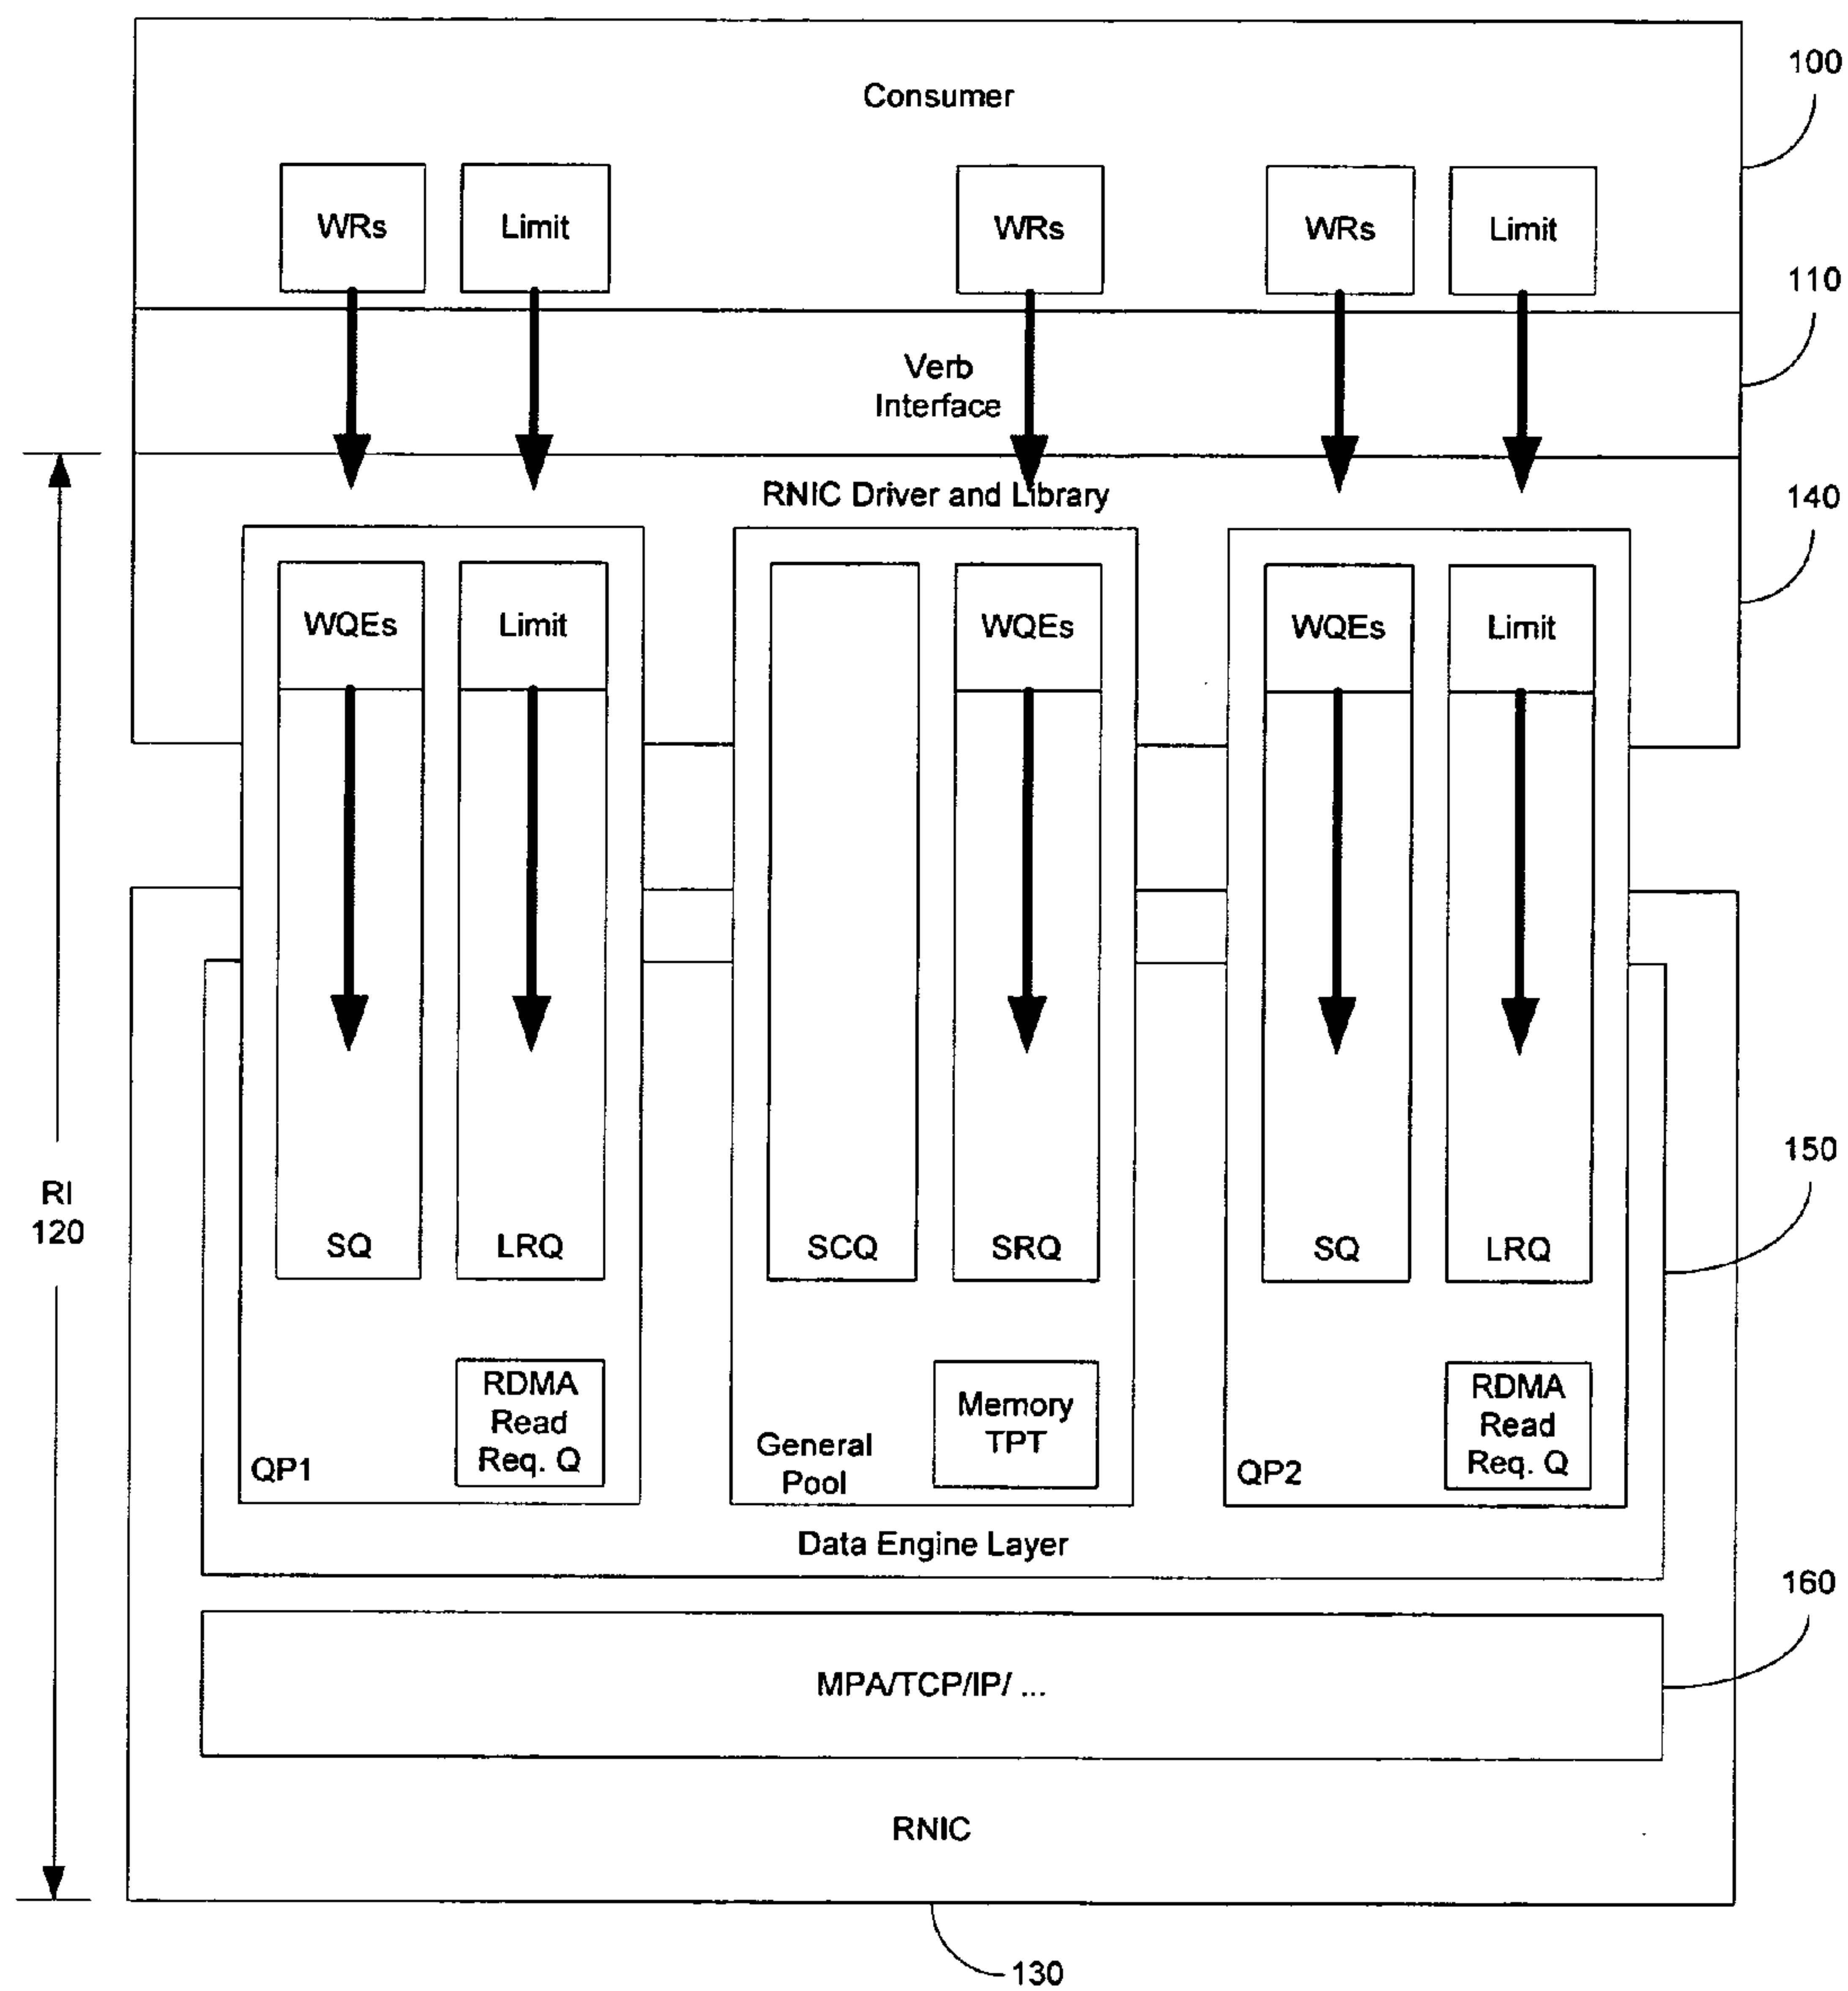 100
Consumer
WRs
Limit
WRs
WRs
Limit
110
Verb
Interface
RNIC Driver and Library
140
WQEs
Limit
WQEs
WQEs
Limit
150
RI
120
SQ
LRQ
SCQ
SRQ
SQ
LRQ
RDMA
Read
Req. Q
QP1
Memory
TPT
General
Pool
RDMA
Read
Req. Q
QP2
Data Engine Layer
160
MPA/TCP/IP/ ...
RNIC
130